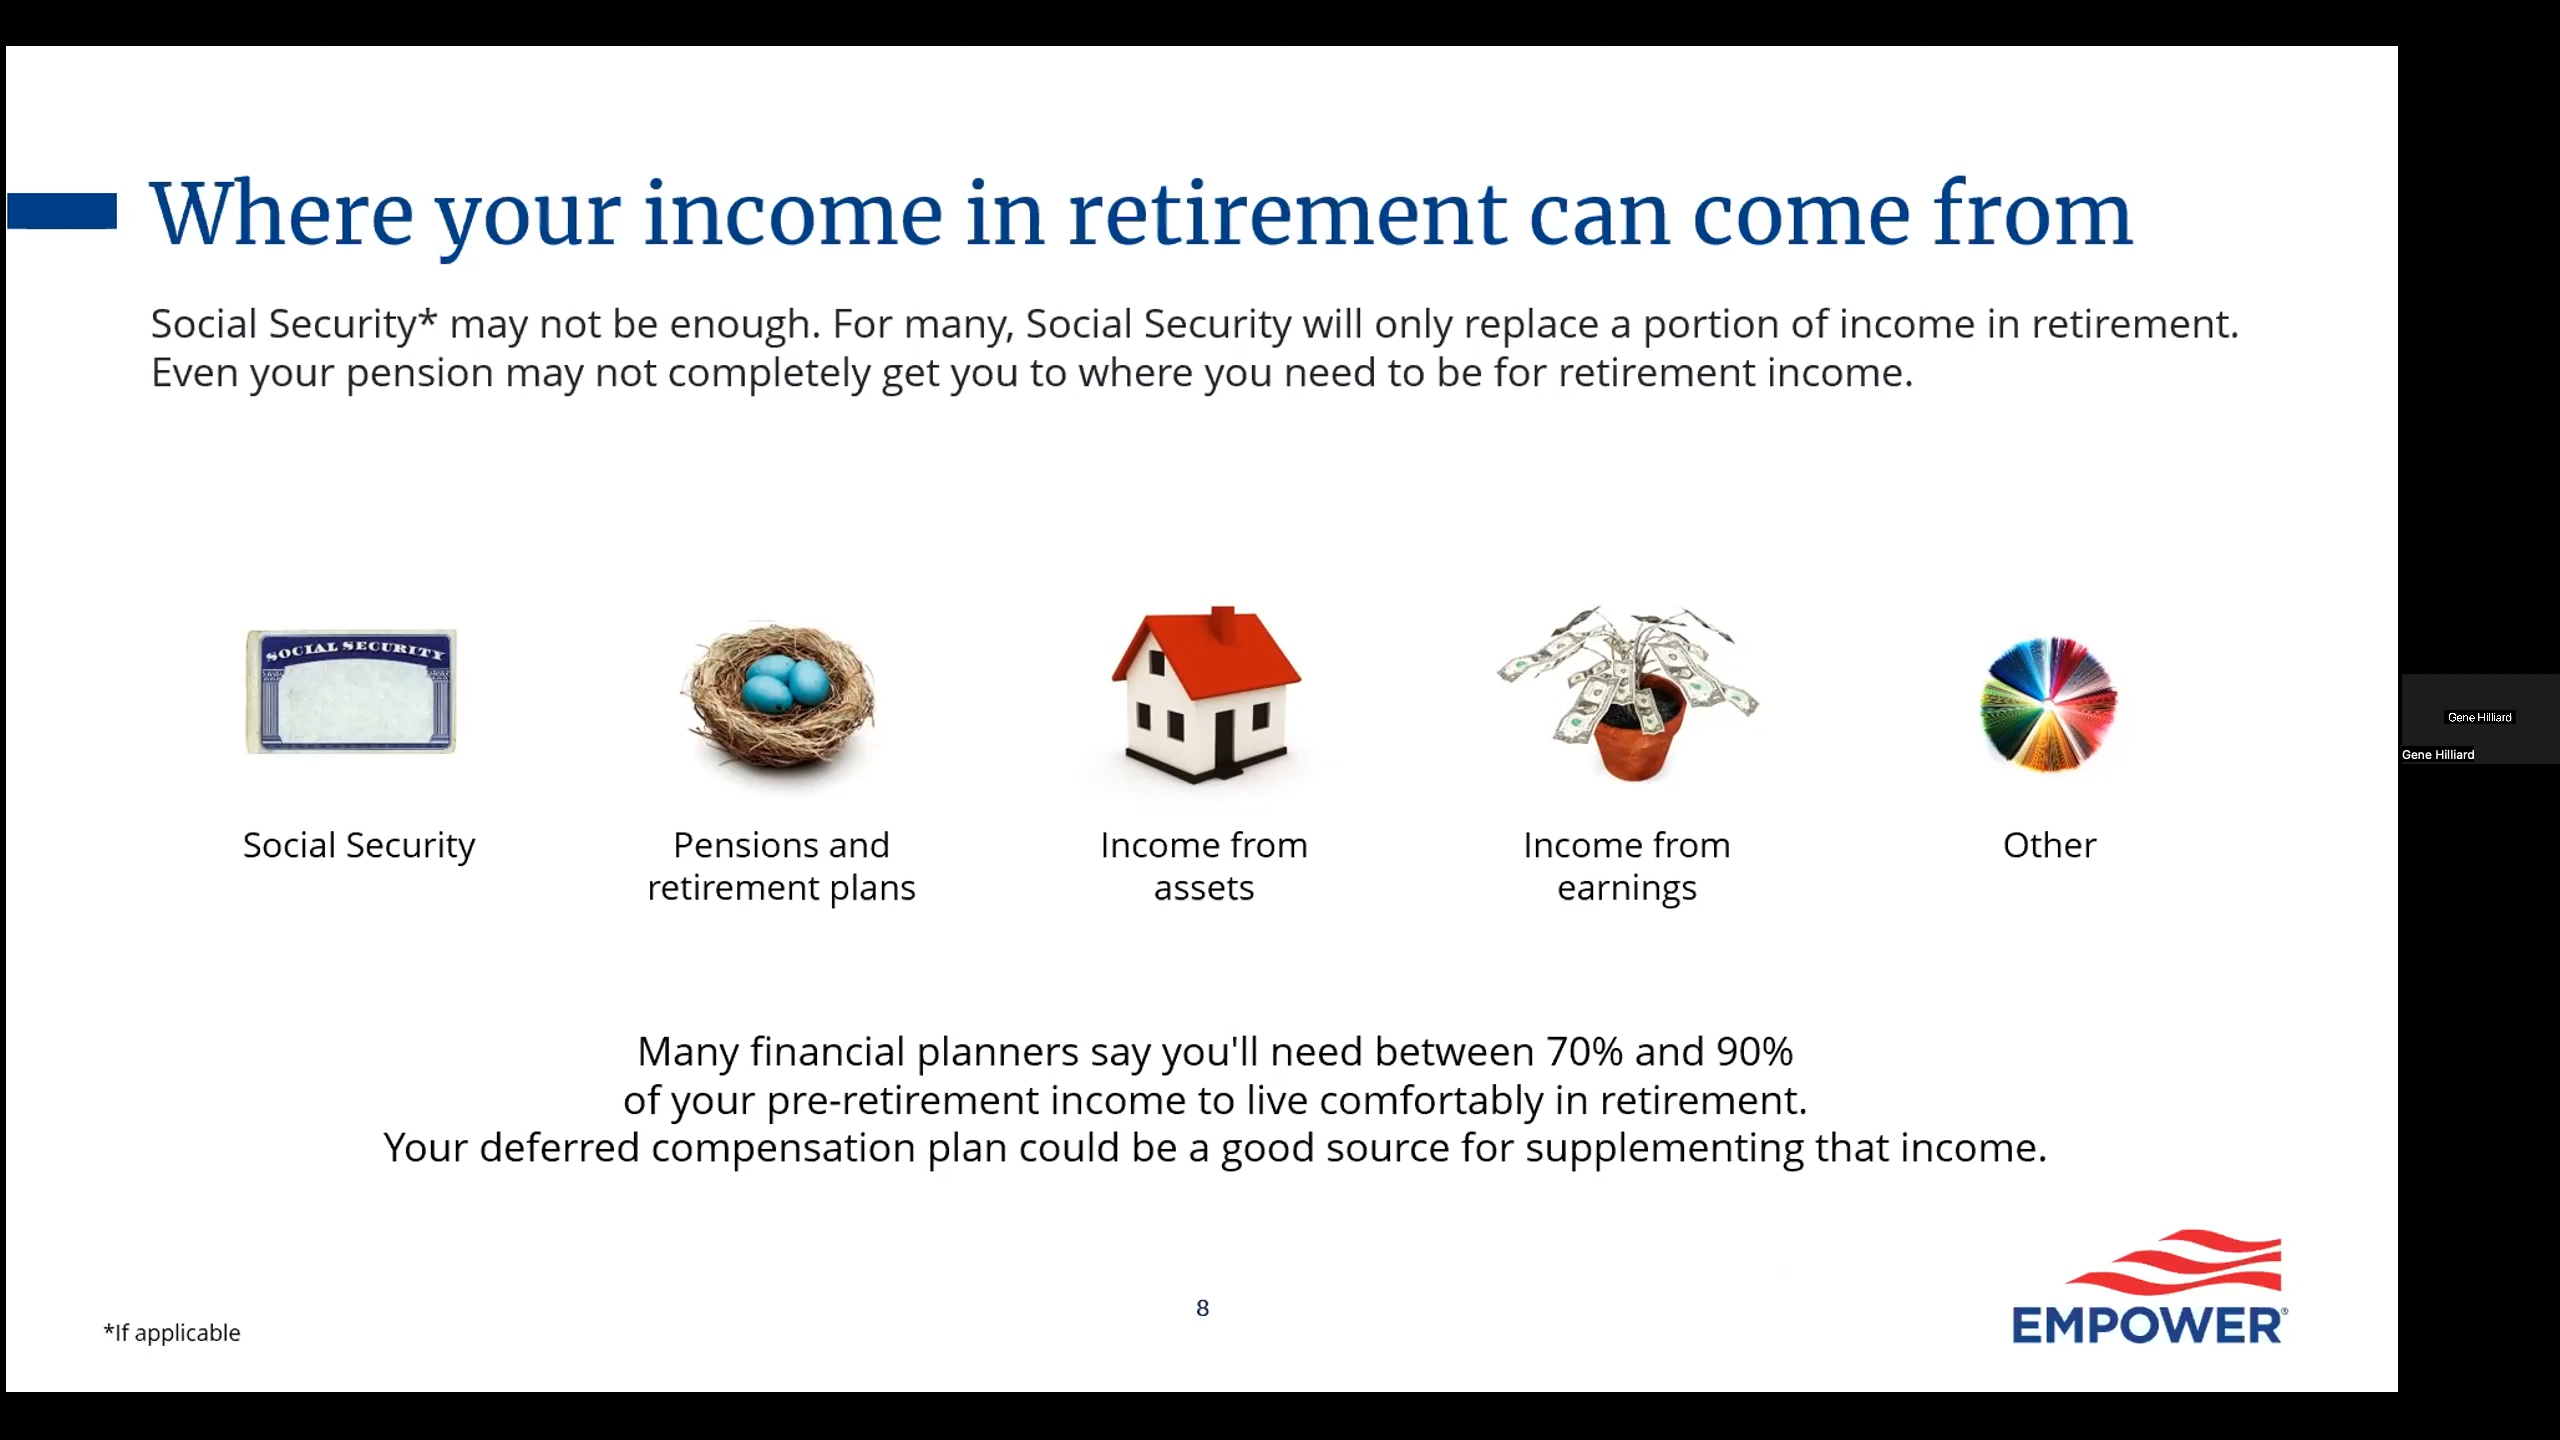 Where your income in retirement can come from
Social Security* may not be enough. For many, Social Security will only replace a portion of income in retirement.
Even your pension may not completely get you to where you need to be for retirement income.
SOCIAL SECURITY
Social Security
Pensions and
retirement plans
Income from
assets
Income from
earnings
Other
Many financial planners say you'll need between 70% and 90%
of your pre-retirement income to live comfortably in retirement.
Your deferred compensation plan could be a good source for supplementing that income.
*If applicable
8
EMPOWER®
Gene Hilliard
Gene Hilliard